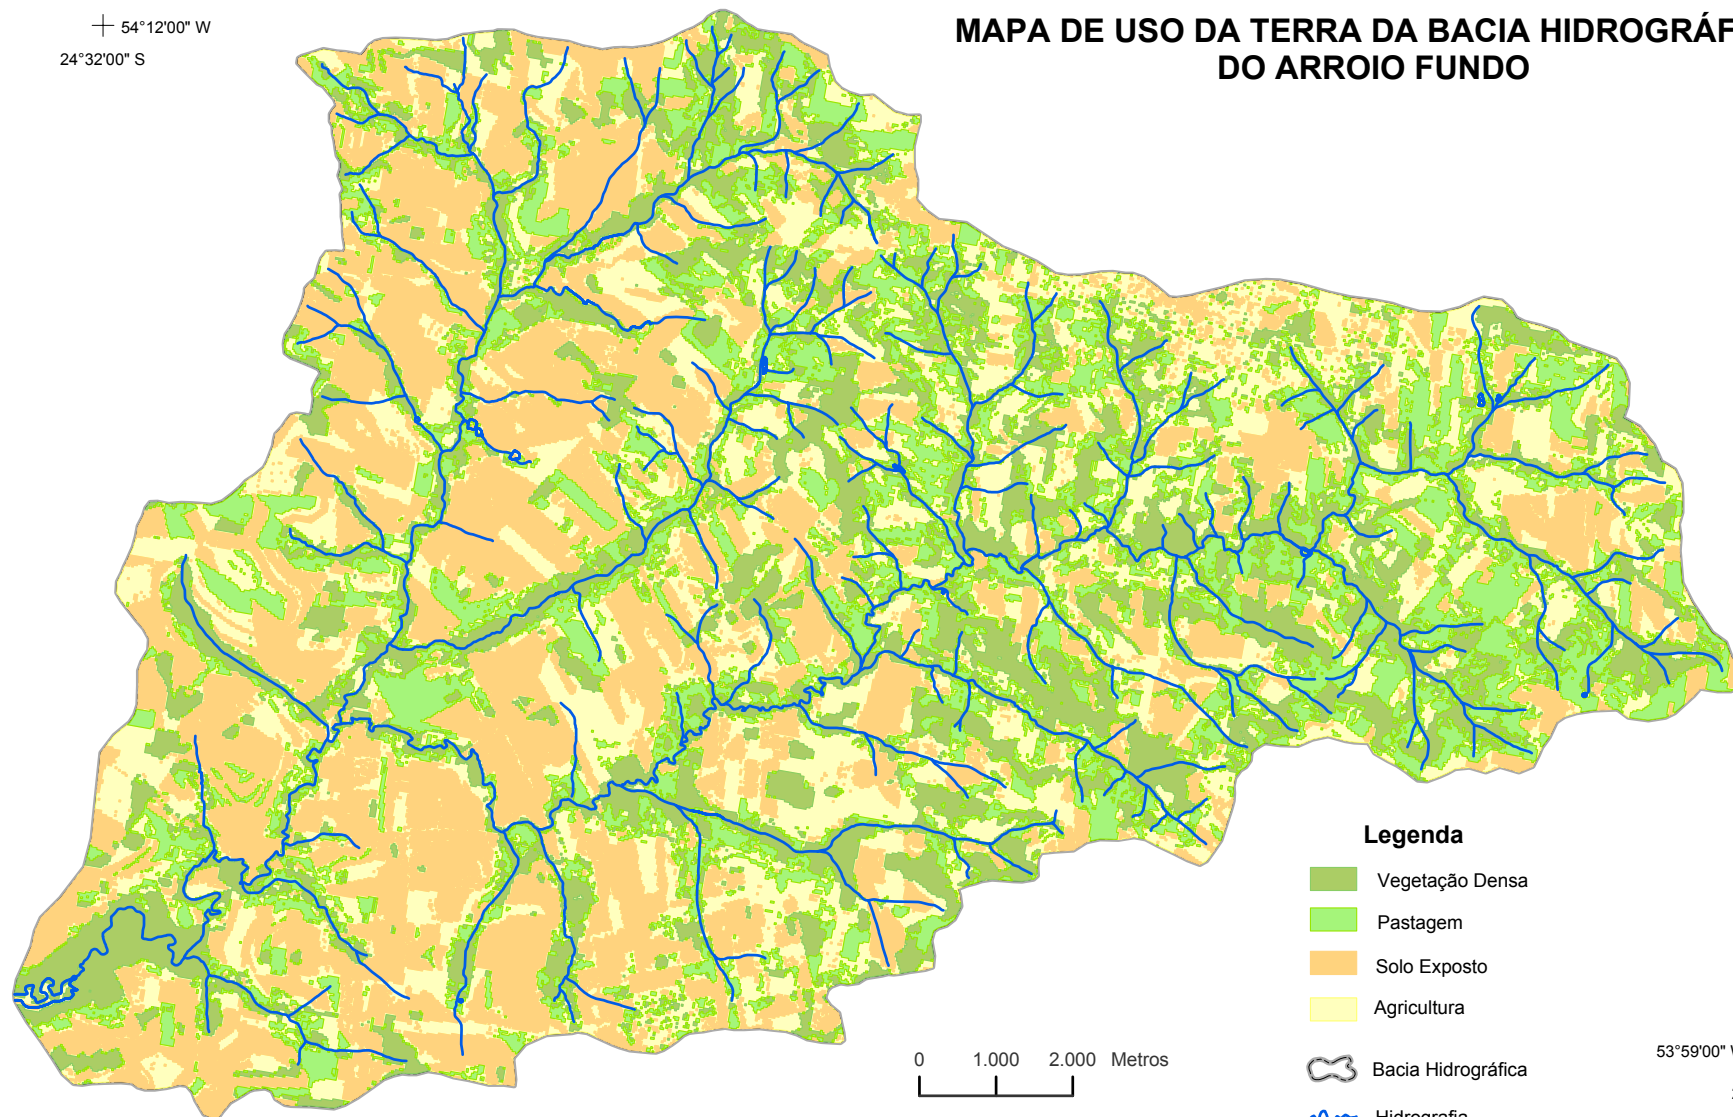 54°12'00" W
24°32'00" S
MAPA DE USO DA TERRA DA BACIA HIDROGRÁF
DO ARROIO FUNDO
Legenda
Vegetação Densa
Pastagem
Solo Exposto
Agricultura
Bacia Hidrográfica
Hidrografia
0 1.000 2.000 Metros
53°59'00"